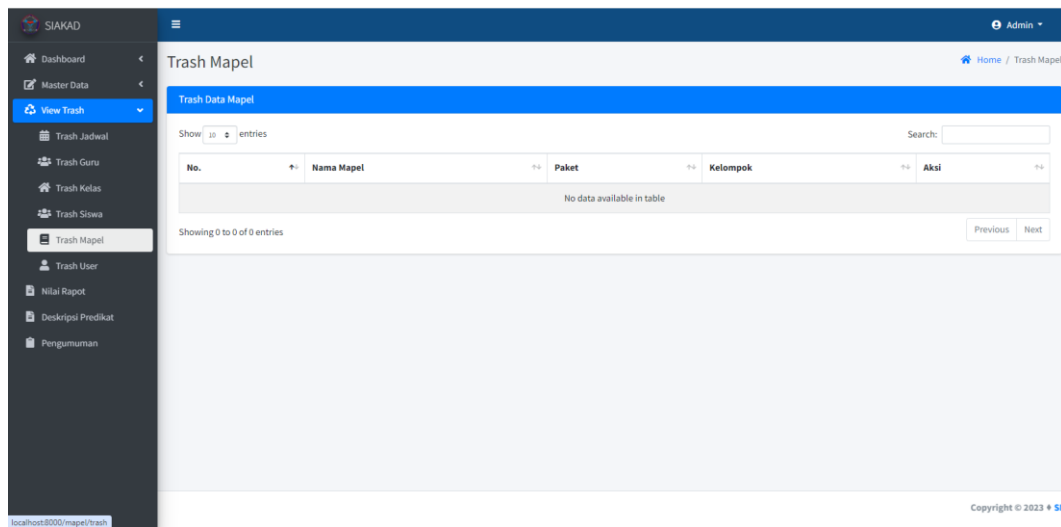 SIAKAD
Admin
Dashboard
Master Data
View Trash
Trash Jadwal
Trash Guru
Trash Kelas
Trash Siswa
Trash Mapel
Trash User
Nilai Rapot
Deskripsi Predikat
Pengumuman
Trash Mapel
Home / Trash Mapel
Trash Data Mapel
Show 10 entries
Search:
No. Nama Mapel Paket Kelompok Aksi
No data available in table
Showing 0 to 0 of 0 entries
Previous Next
Copyright © 2023
localhost:8000/mapel/trash